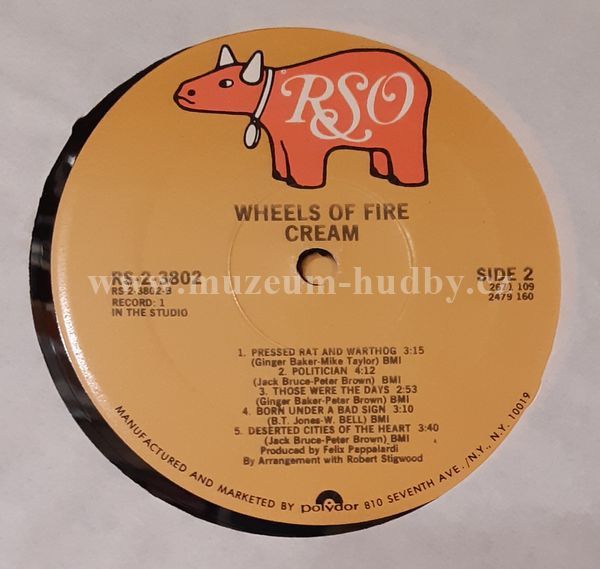 RSO
WHEELS OF FIRE
CREAM
RS-2-3802
RS 2-3802-B
RECORD: 1
IN THE STUDIO
SIDE 2
2671 109
2479 160
www.muzeum-hudby.c
1. PRESSED RAT AND WARTHOG 3:15
(Ginger Baker-Mike Taylor) BMI
2. POLITICIAN 4:12
(Jack Bruce-Peter Brown) BMI
3. THOSE WERE THE DAYS 2:53
(Ginger Baker-Peter Brown) BMI
4. BORN UNDER A BAD SIGN 3:10
(B.T. Jones-W. BELL) BMI
5. DESERTED CITIES OF THE HEART 3:40
(Jack Bruce-Peter Brown) BMI
Produced by Felix Pappalardi
By Arrangement with Robert Stigwood
MANUFACTURED AND MARKETED BY polydor 810 SEVENTH AVE./N.Y., N.Y. 10019